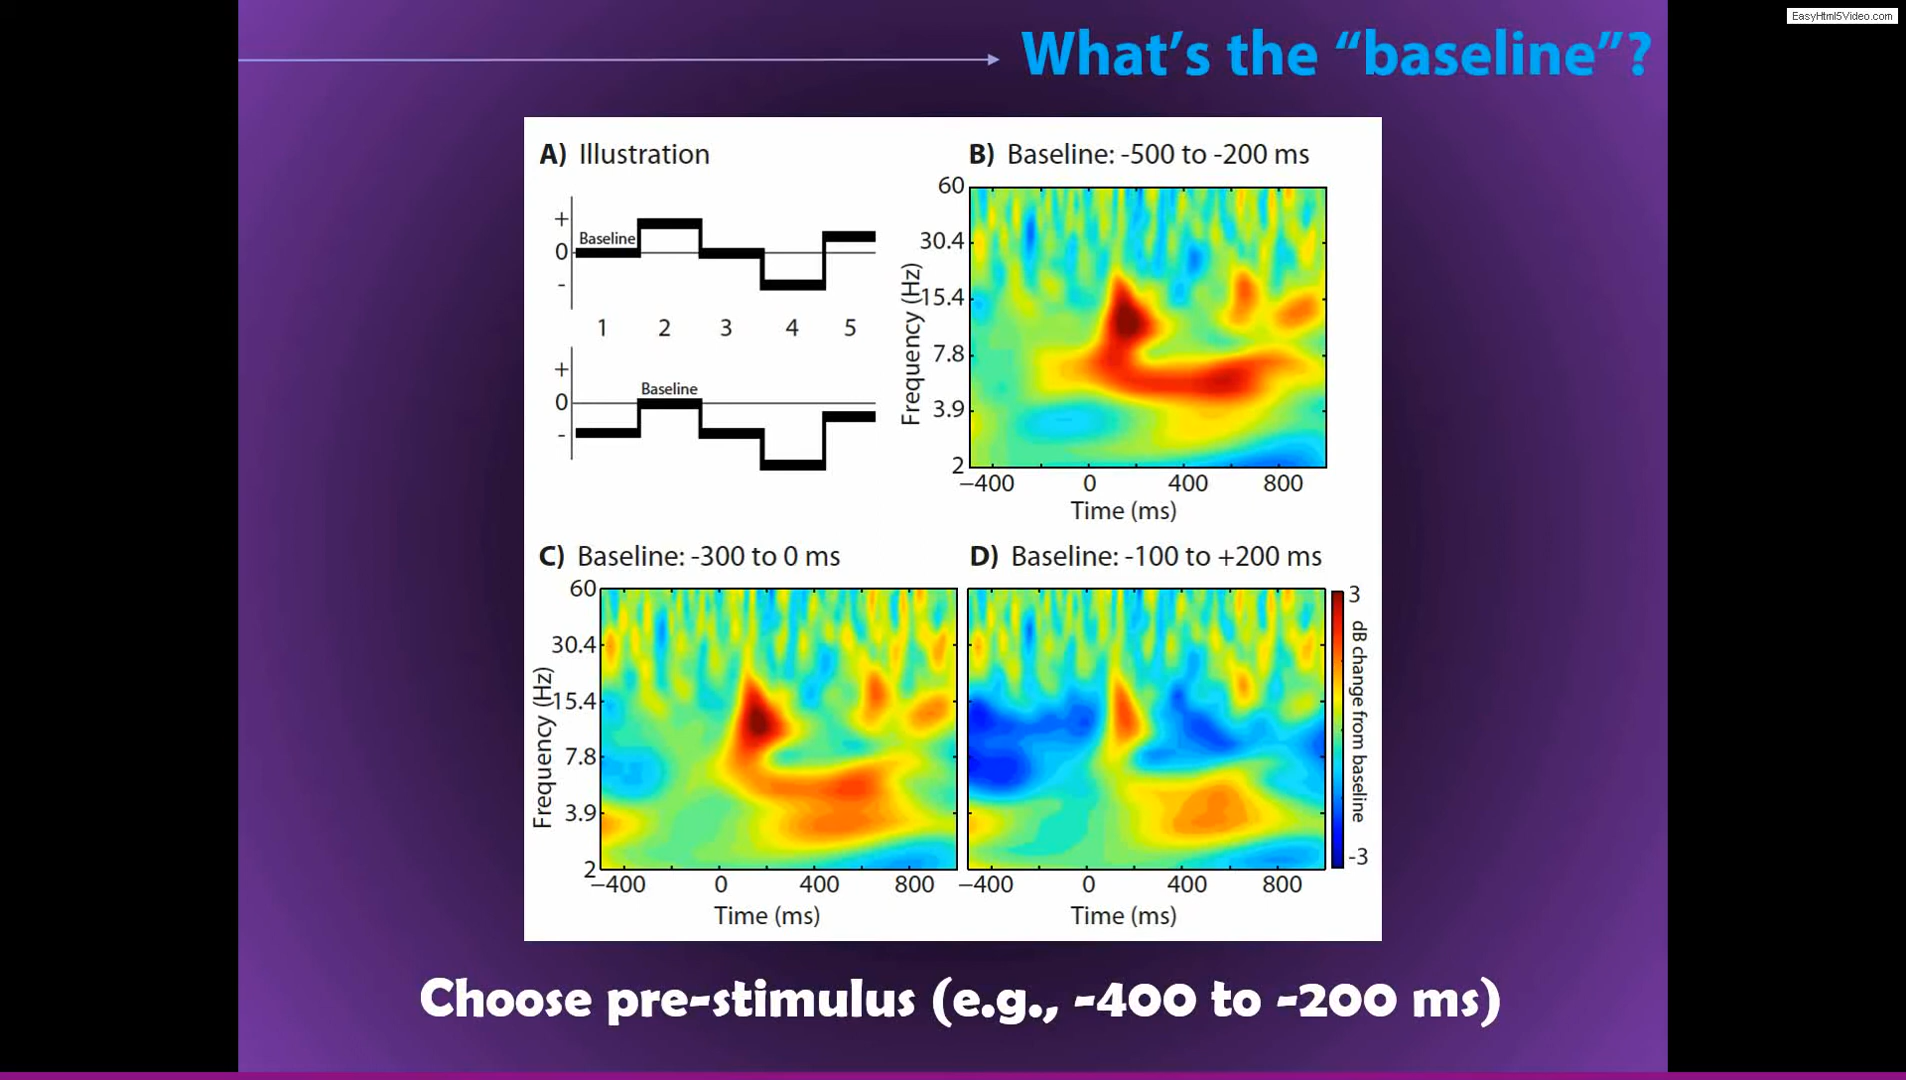 EasyHtml5Video.com
What's the “baseline”?
A) Illustration
+
Baseline
0
-
1 2 3 4 5
+
Baseline
0
-
B) Baseline: -500 to -200 ms
60
30.4
15.4
7.8
3.9
2
Frequency (Hz)
−400 0 400 800
Time (ms)
C) Baseline: -300 to 0 ms
60
30.4
15.4
7.8
3.9
2
Frequency (Hz)
−400 0 400 800
Time (ms)
D) Baseline: -100 to +200 ms
−400 0 400 800
Time (ms)
3
dB change from baseline
-3
Choose pre-stimulus (e.g., -400 to -200 ms)